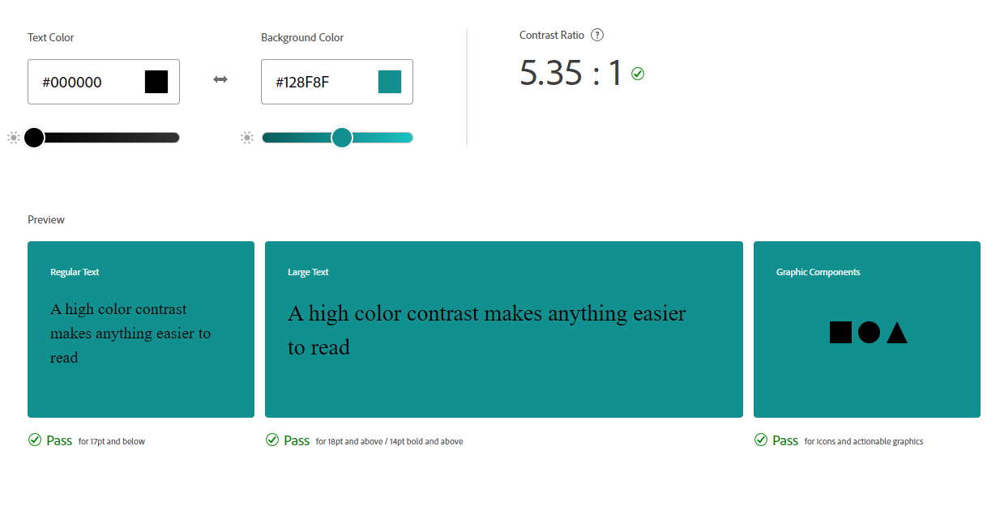 Text Color
#000000
Background Color
#128F8F
Contrast Ratio ?
5.35 : 1
Preview
Regular Text
A high color contrast
makes anything easier to
read
Pass for 17pt and below
Large Text
A high color contrast makes anything easier
to read
Pass for 18pt and above / 14pt bold and above
Graphic Components
Pass for icons and actionable graphics